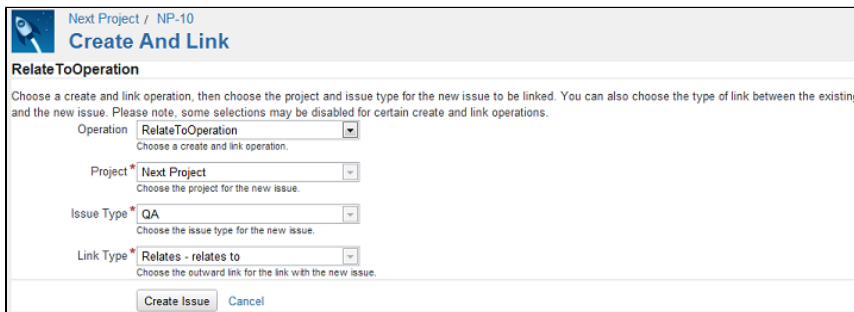 Next Project / NP-10
Create And Link
RelateToOperation
Choose a create and link operation, then choose the project and issue type for the new issue to be linked. You can also choose the type of link between the existing
and the new issue. Please note, some selections may be disabled for certain create and link operations.
Operation RelateToOperation
Choose a create and link operation.
Project * Next Project
Choose the project for the new issue.
Issue Type * QA
Choose the issue type for the new issue.
Link Type * Relates - relates to
Choose the outward link for the link with the new issue.
Create Issue Cancel